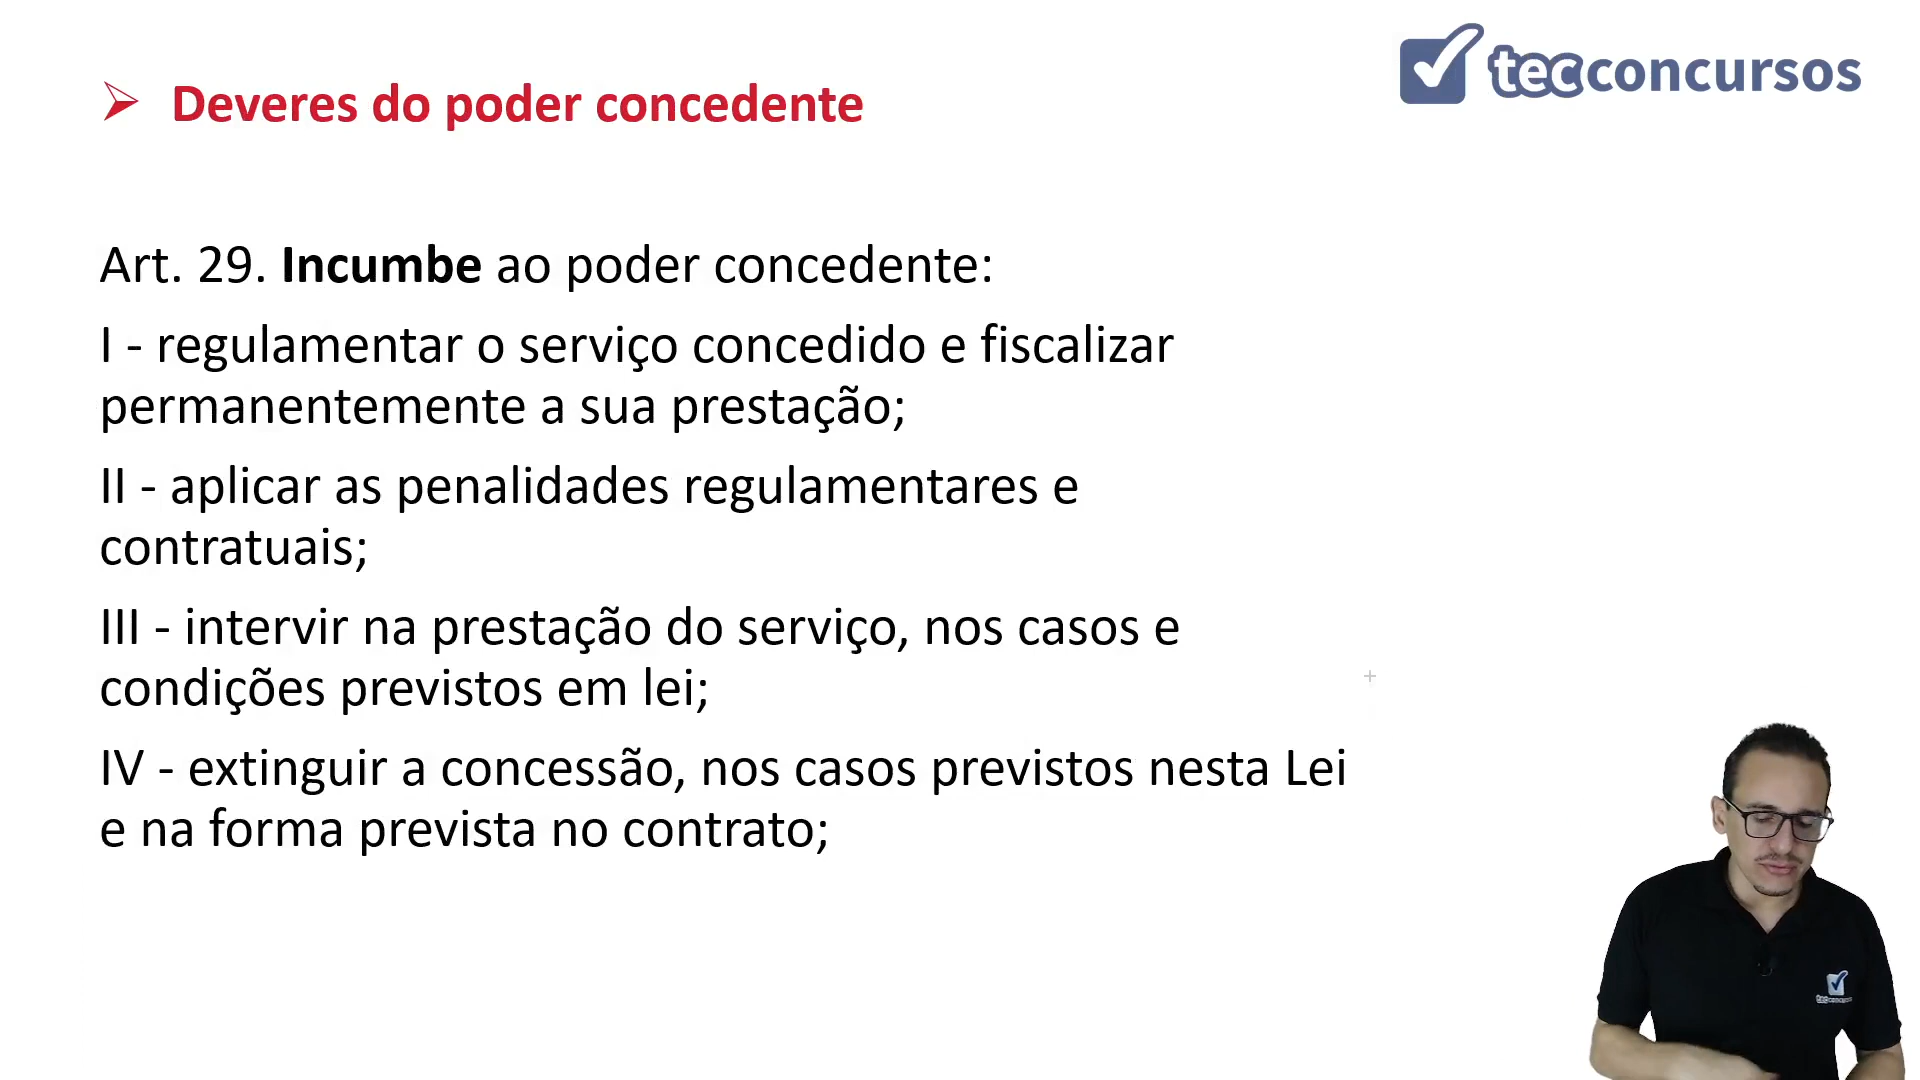 tecconcursos
Deveres do poder concedente
Art. 29. Incumbe ao poder concedente:
I - regulamentar o serviço concedido e fiscalizar
permanentemente a sua prestação;
II - aplicar as penalidades regulamentares e
contratuais;
III - intervir na prestação do serviço, nos casos e
condições previstos em lei;
IV - extinguir a concessão, nos casos previstos nesta Lei
e na forma prevista no contrato;
tecconcursos